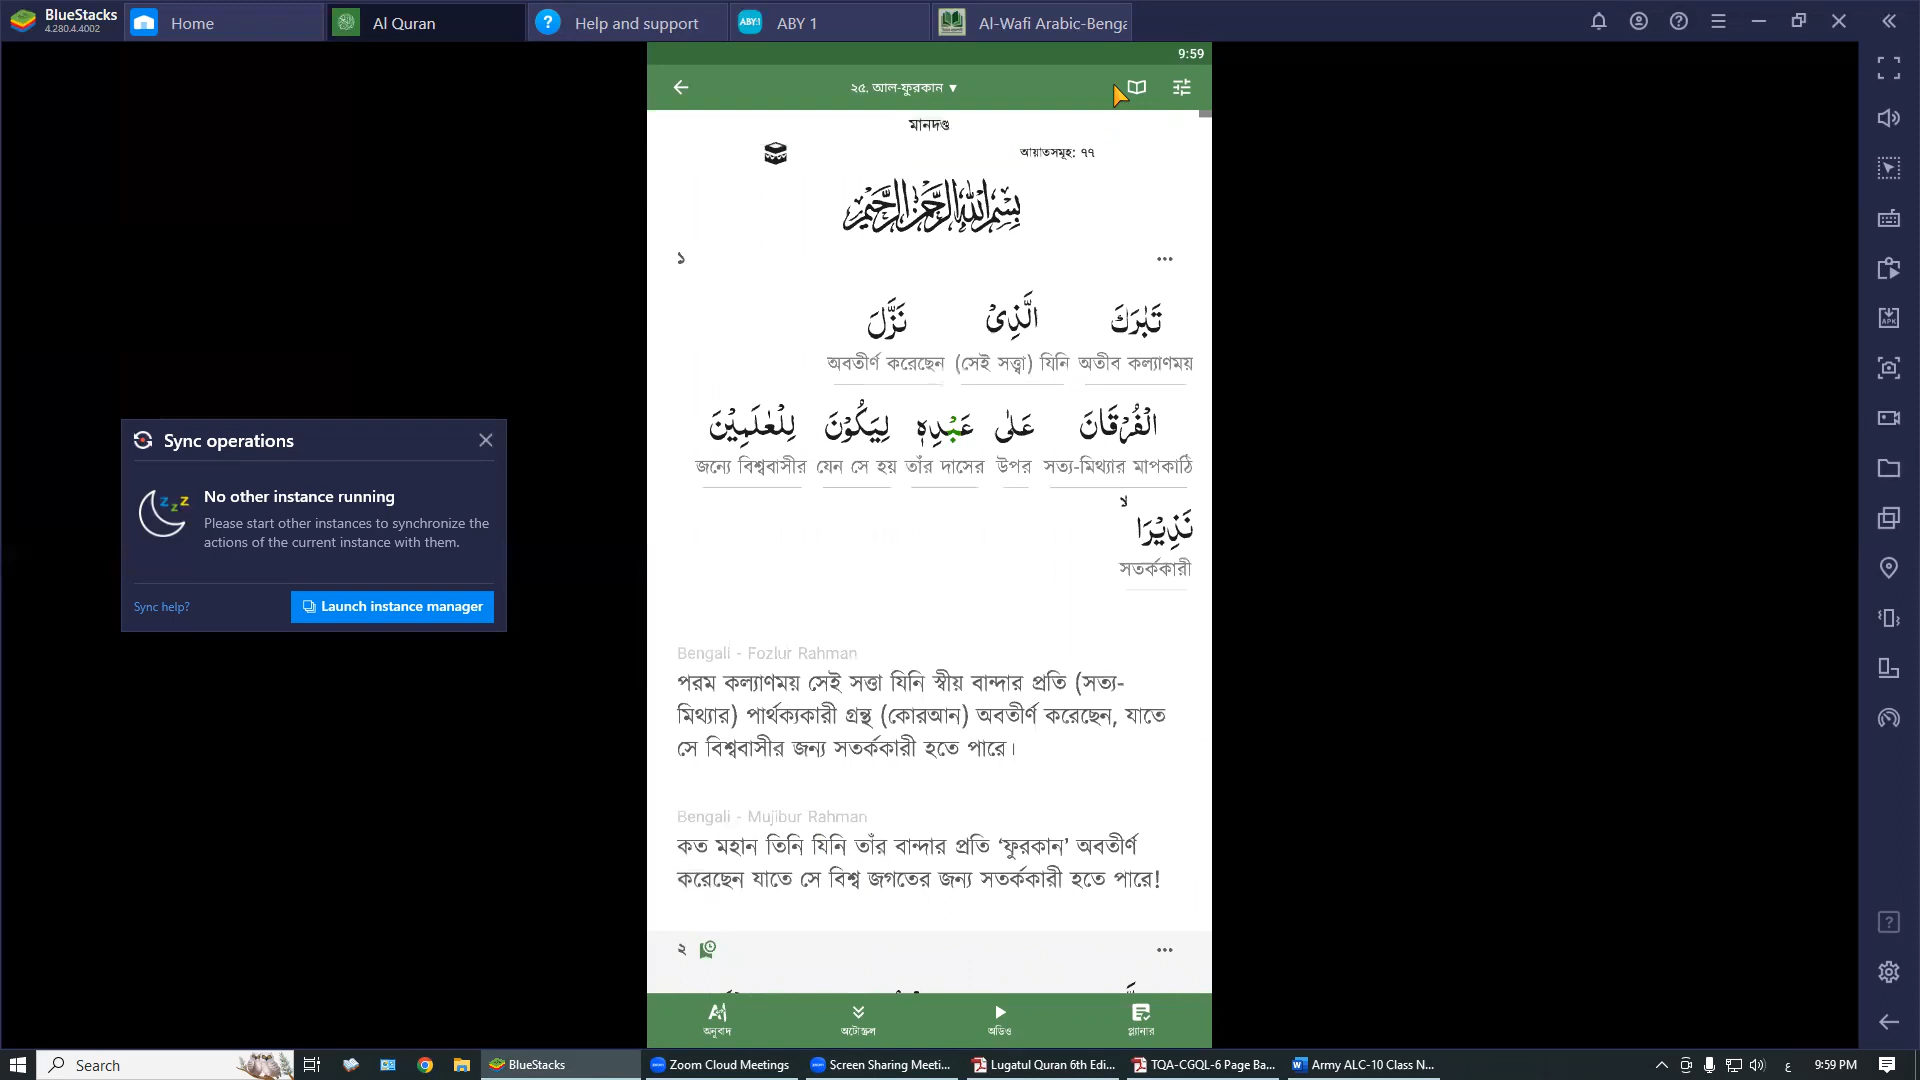 BlueStacks
4.280.4.4002
Home
Al Quran
Help and support
ABY 1
Al-Wafi Arabic-Benga
9:59
২৫. আল-ফুরকান ▾
মানদণ্ড
আয়াতসমূহ: ৭৭
بِسْمِ اللهِ الرَّحْمٰنِ الرَّحِيْمِ
১
تَبٰرَكَ الَّذِىْ نَزَّلَ
অবতীর্ণ করেছেন (সেই সত্ত্বা) যিনি অতীব কল্যাণময়
الْفُرْقَانَ عَلٰى عَبْدِهٖ لِيَكُوْنَ لِلْعٰلَمِيْنَ
জন্যে বিশ্ববাসীর যেন সে হয় তাঁর দাসের উপর সত্য-মিথ্যার মাপকাঠি
نَذِيْرَا ۙ
সতর্ককারী
Bengali - Fozlur Rahman
পরম কল্যাণময় সেই সত্তা যিনি স্বীয় বান্দার প্রতি (সত্য-
মিথ্যার) পার্থক্যকারী গ্রন্থ (কোরআন) অবতীর্ণ করেছেন, যাতে
সে বিশ্ববাসীর জন্য সতর্ককারী হতে পারে।
Bengali - Mujibur Rahman
কত মহান তিনি যিনি তাঁর বান্দার প্রতি ‘ফুরকান’ অবতীর্ণ
করেছেন যাতে সে বিশ্ব জগতের জন্য সতর্ককারী হতে পারে!
২
অনুবাদ
অটোস্ক্রল
অডিও
প্ল্যানার
Sync operations
No other instance running
Please start other instances to synchronize the
actions of the current instance with them.
Sync help?
Launch instance manager
Search
BlueStacks
Zoom Cloud Meetings
Screen Sharing Meeti...
Lugatul Quran 6th Edi...
TQA-CGQL-6 Page Ba...
Army ALC-10 Class N...
ع
9:59 PM